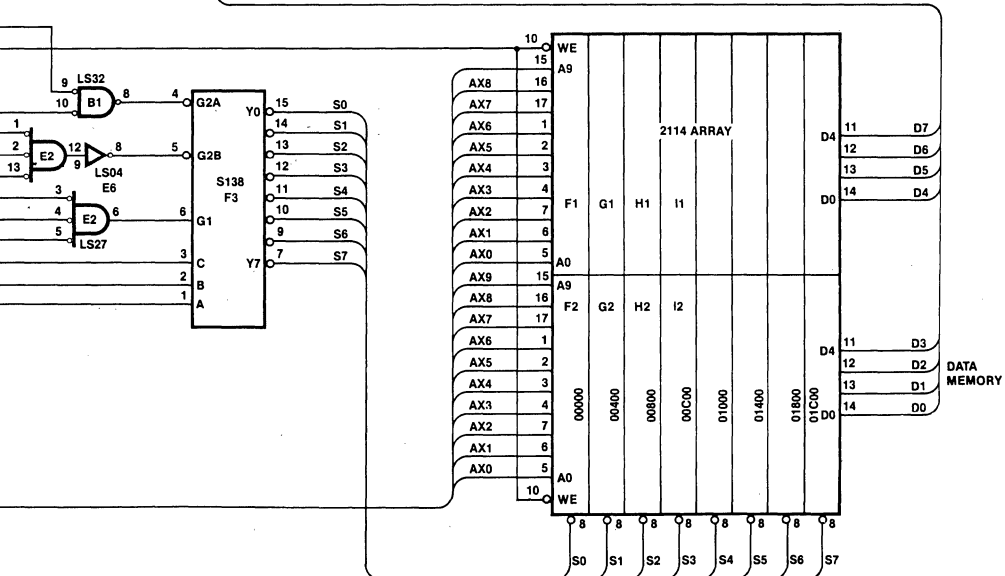 LS32
9
10
B1
8
4
G2A
1
2
13
E2
12
9
8
LS04
E6
5
G2B
3
4
5
E2
6
LS27
6
G1
3
C
2
B
1
A
S138
F3
Y0
15
S0
14
S1
13
S2
12
S3
11
S4
10
S5
9
S6
Y7
7
S7
10
WE
15
A9
AX8
16
AX7
17
AX6
1
AX5
2
AX4
3
AX3
4
AX2
7
AX1
6
AX0
5
A0
AX9
15
A9
AX8
16
AX7
17
AX6
1
AX5
2
AX4
3
AX3
4
AX2
7
AX1
6
AX0
5
A0
10
WE
2114 ARRAY
F1
G1
H1
I1
F2
G2
H2
I2
00000
00400
00800
00C00
01000
01400
01800
01C00
D4
11
D7
12
D6
13
D5
D0
14
D4
D4
11
D3
12
D2
13
D1
D0
14
D0
DATA
MEMORY
8
8
8
8
8
8
8
8
S0
S1
S2
S3
S4
S5
S6
S7